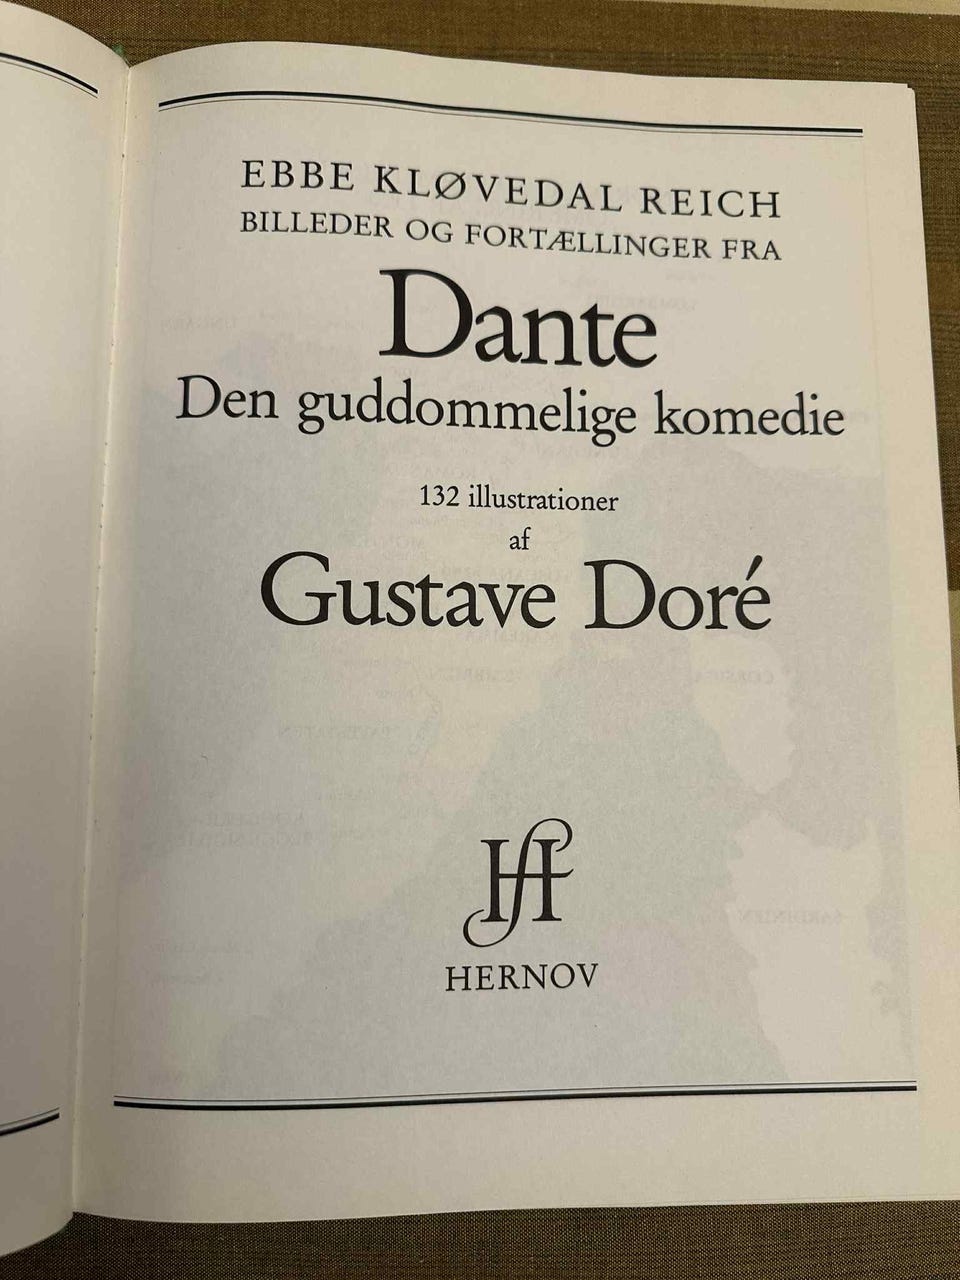 EBBE KLØVEDAL REICH
BILLEDER OG FORTÆLLINGER FRA
Dante
Den guddommelige komedie
132 illustrationer
af
Gustave Doré
HERNOV